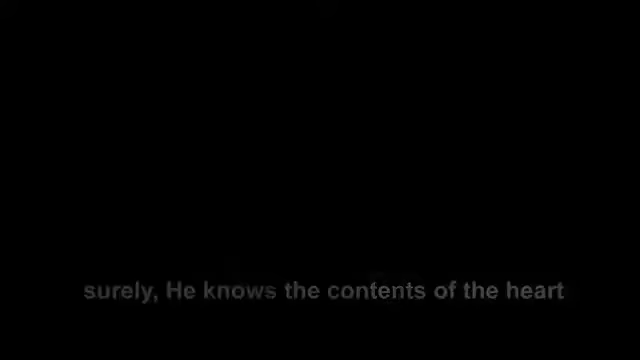 surely, He knows the contents of the heart